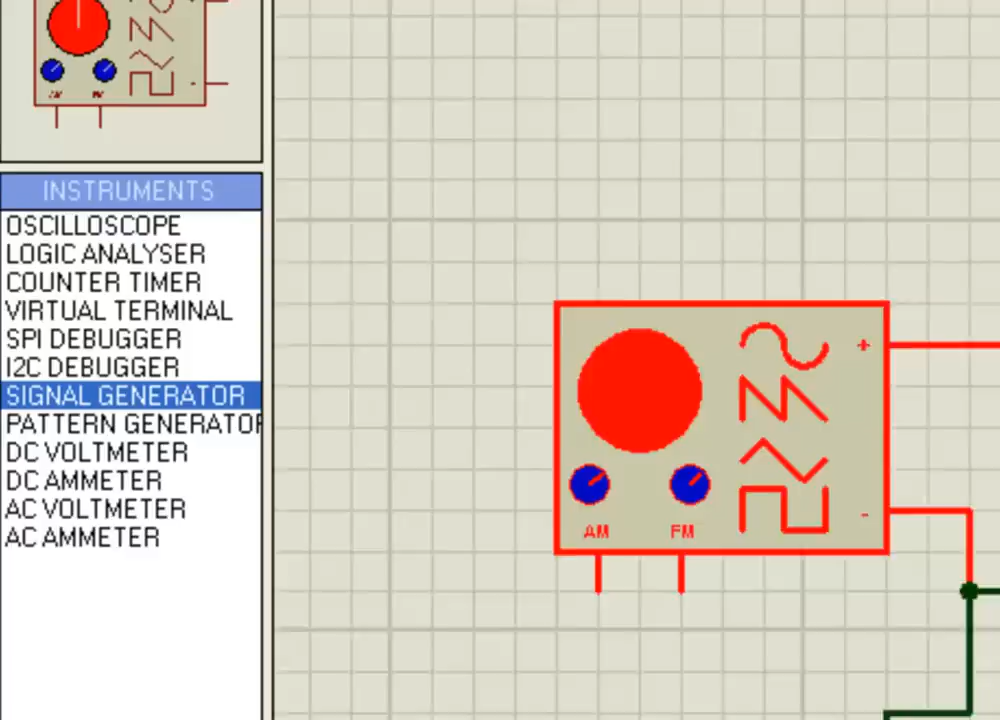 INSTRUMENTS
OSCILLOSCOPE
LOGIC ANALYSER
COUNTER TIMER
VIRTUAL TERMINAL
SPI DEBUGGER
I2C DEBUGGER
SIGNAL GENERATOR
PATTERN GENERATOR
DC VOLTMETER
DC AMMETER
AC VOLTMETER
AC AMMETER
+
-
AM FM